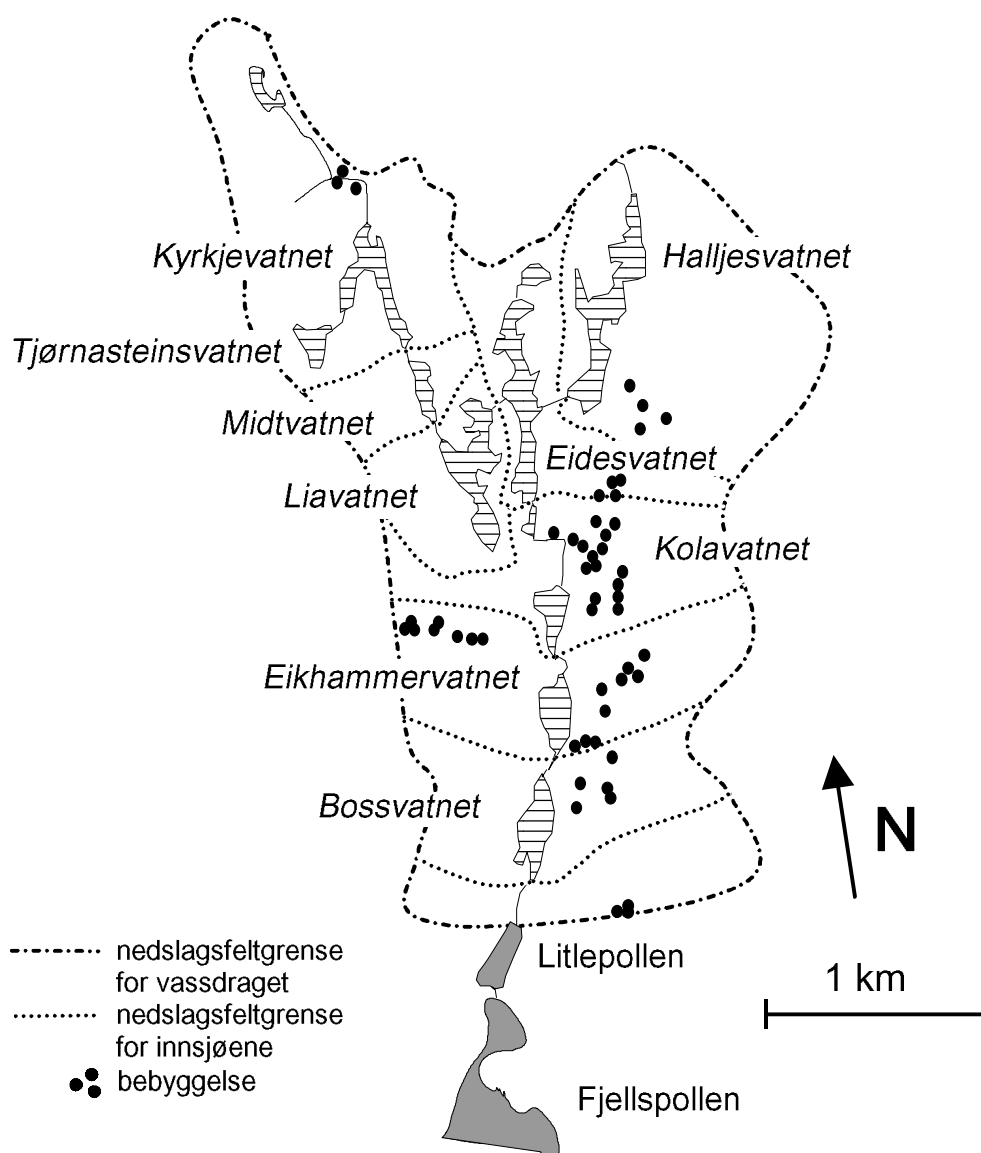 Kyrkjevatnet
Halljesvatnet
Tjørnasteinsvatnet
Midtvatnet
Eidesvatnet
Liavatnet
Kolavatnet
Eikhammervatnet
Bossvatnet
N
nedslagsfeltgrense
for vassdraget
nedslagsfeltgrense
for innsjøene
bebyggelse
Litlepollen
1 km
Fjellspollen